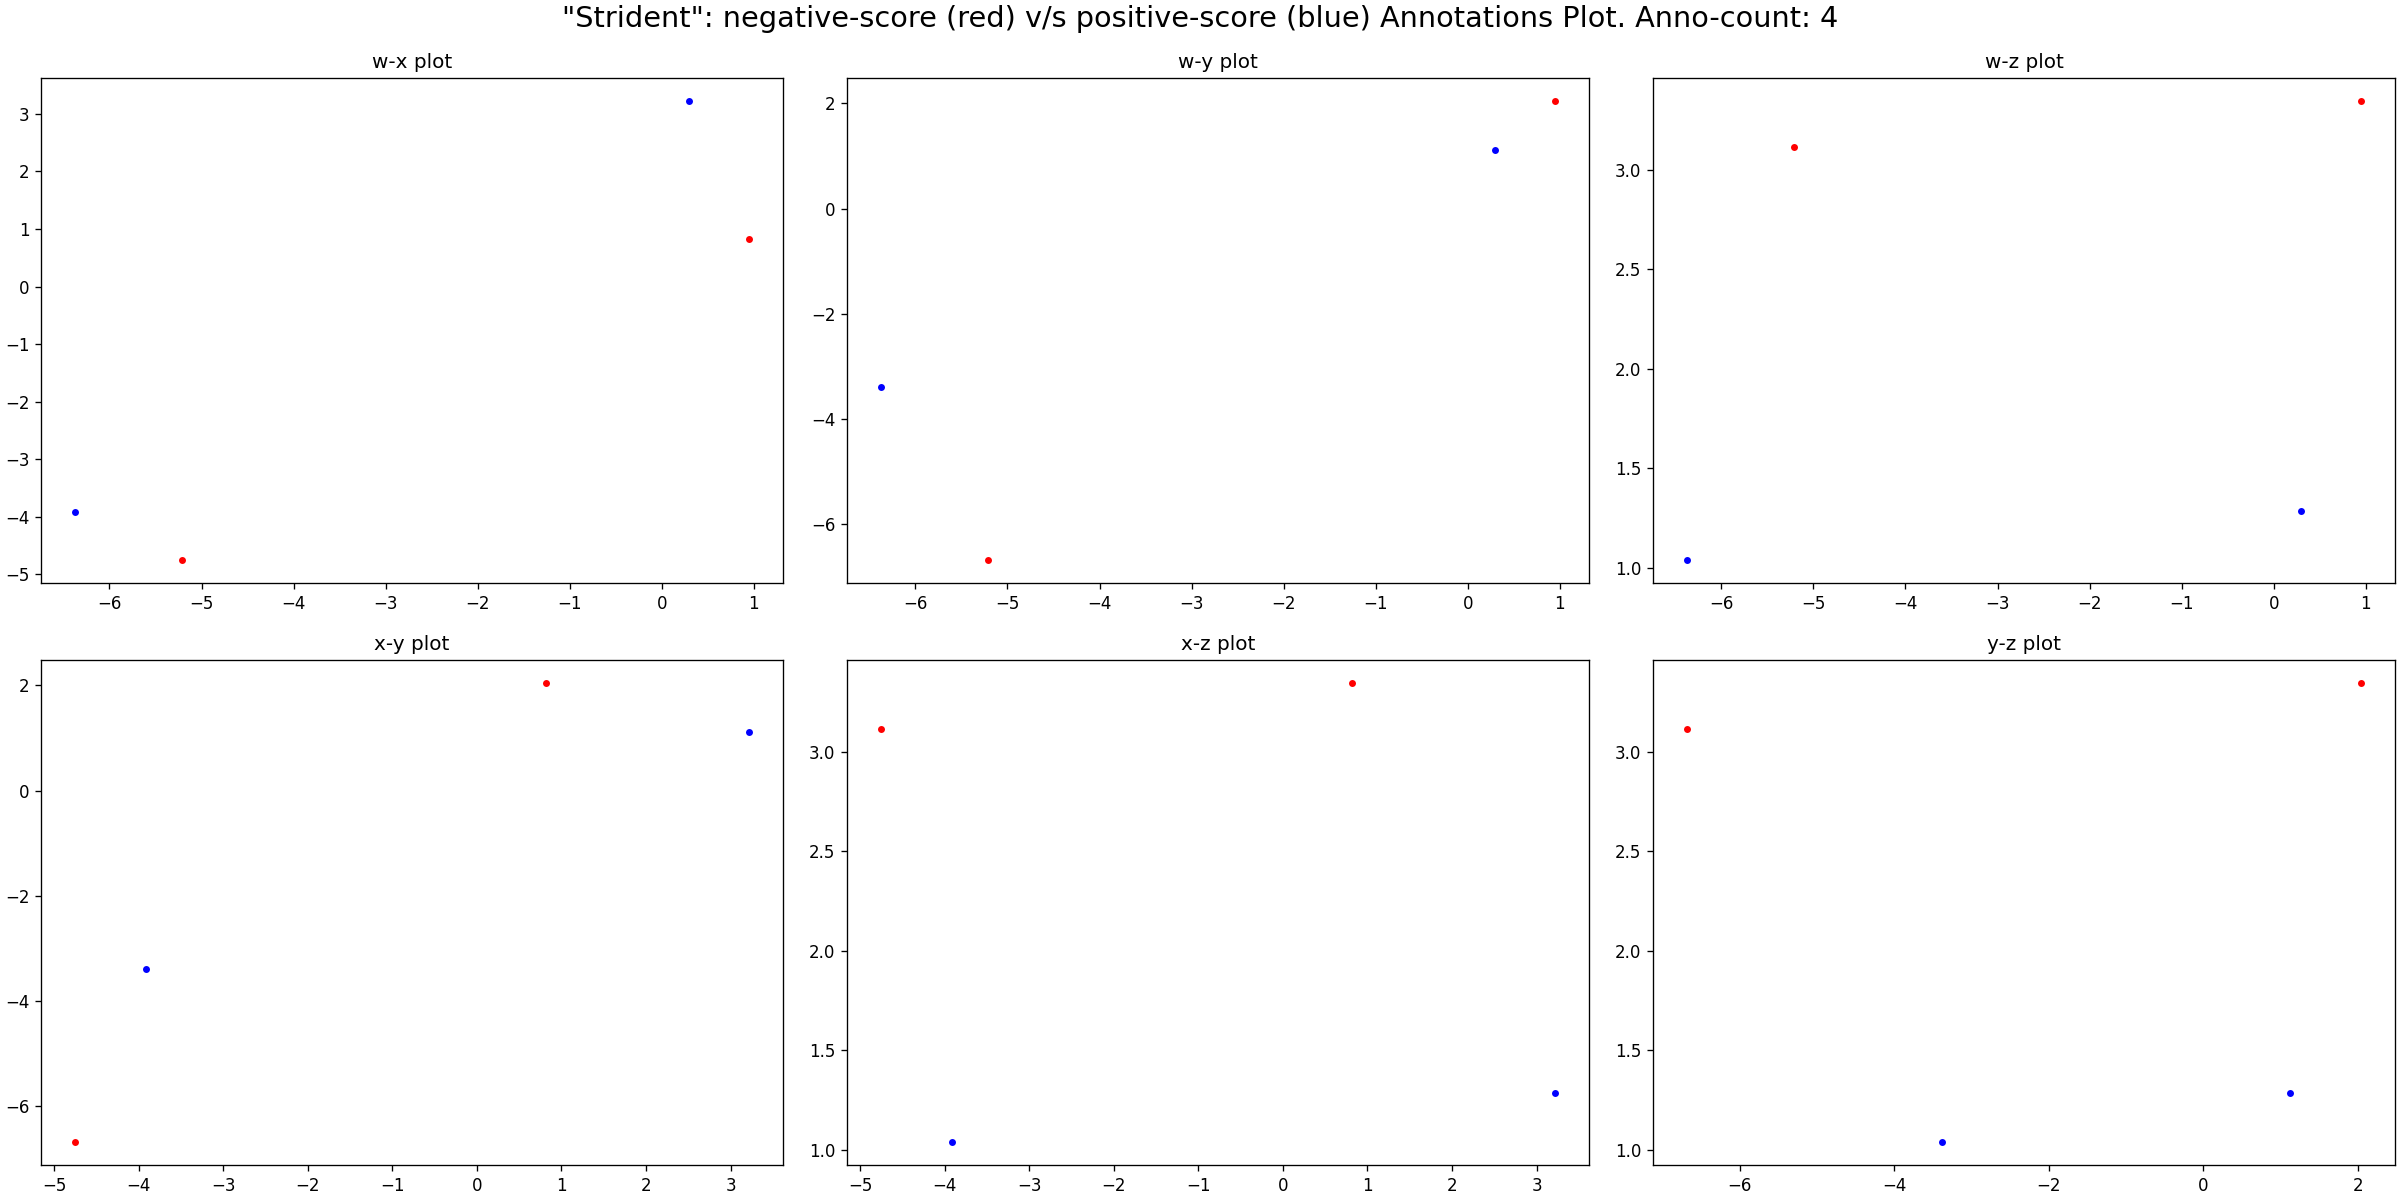 "Strident": negative-score (red) v/s positive-score (blue) Annotations Plot. Anno-count: 4
w-x plot
3
2
1
0
−1
−2
−3
−4
−5
−6 −5 −4 −3 −2 −1 0 1
w-y plot
2
0
−2
−4
−6
−6 −5 −4 −3 −2 −1 0 1
w-z plot
3.0
2.5
2.0
1.5
1.0
−6 −5 −4 −3 −2 −1 0 1
x-y plot
2
0
−2
−4
−6
−5 −4 −3 −2 −1 0 1 2 3
x-z plot
3.0
2.5
2.0
1.5
1.0
−5 −4 −3 −2 −1 0 1 2 3
y-z plot
3.0
2.5
2.0
1.5
1.0
−6 −4 −2 0 2